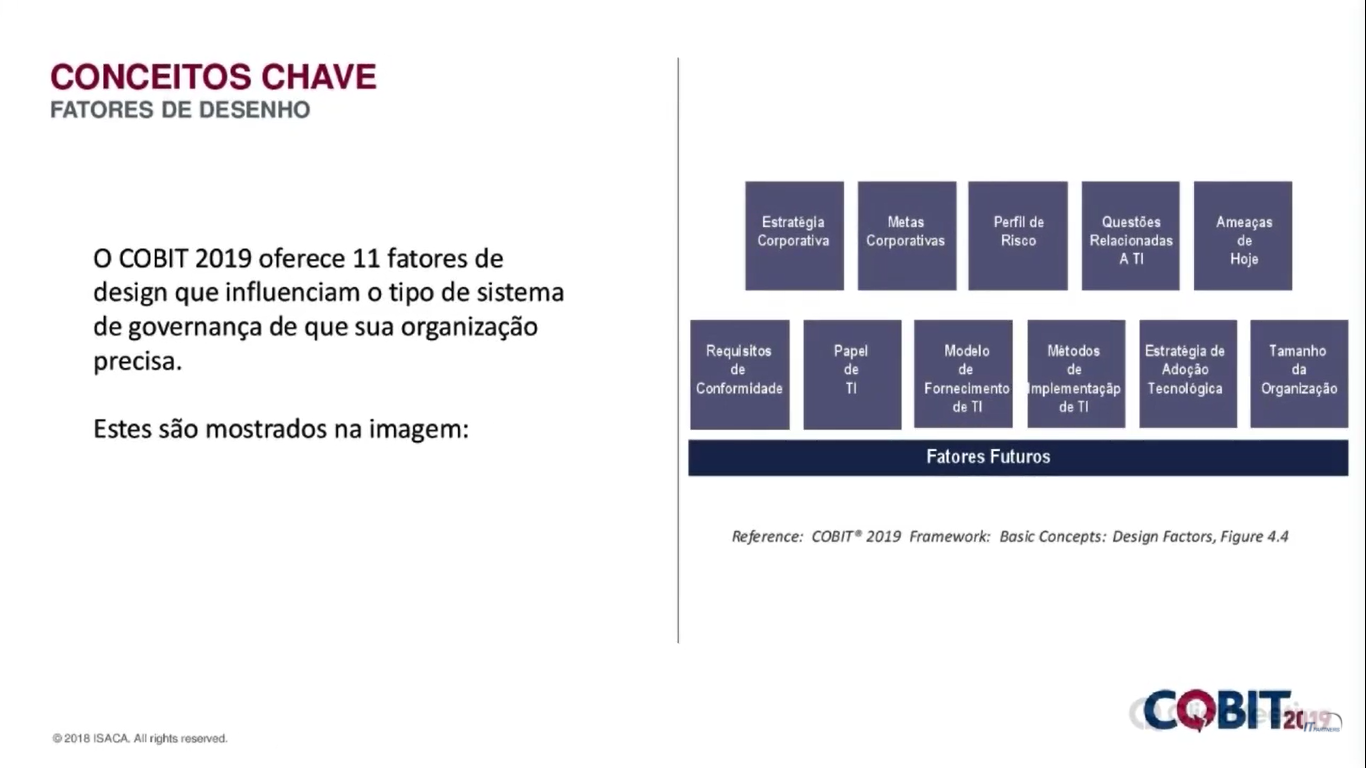 CONCEITOS CHAVE
FATORES DE DESENHO
O COBIT 2019 oferece 11 fatores de
design que influenciam o tipo de sistema
de governança de que sua organização
precisa.
Estes são mostrados na imagem:
Estratégia
Corporativa
Metas
Corporativas
Perfil de
Risco
Questões
Relacionadas
A TI
Ameaças
de
Hoje
Requisitos
de
Conformidade
Papel
de
TI
Modelo
de
Fornecimento
de TI
Métodos
de
Implementaçãp
de TI
Estratégia de
Adoção
Tecnológica
Tamanho
da
Organização
Fatores Futuros
Reference: COBIT® 2019 Framework: Basic Concepts: Design Factors, Figure 4.4
© 2018 ISACA. All rights reserved.
COBIT